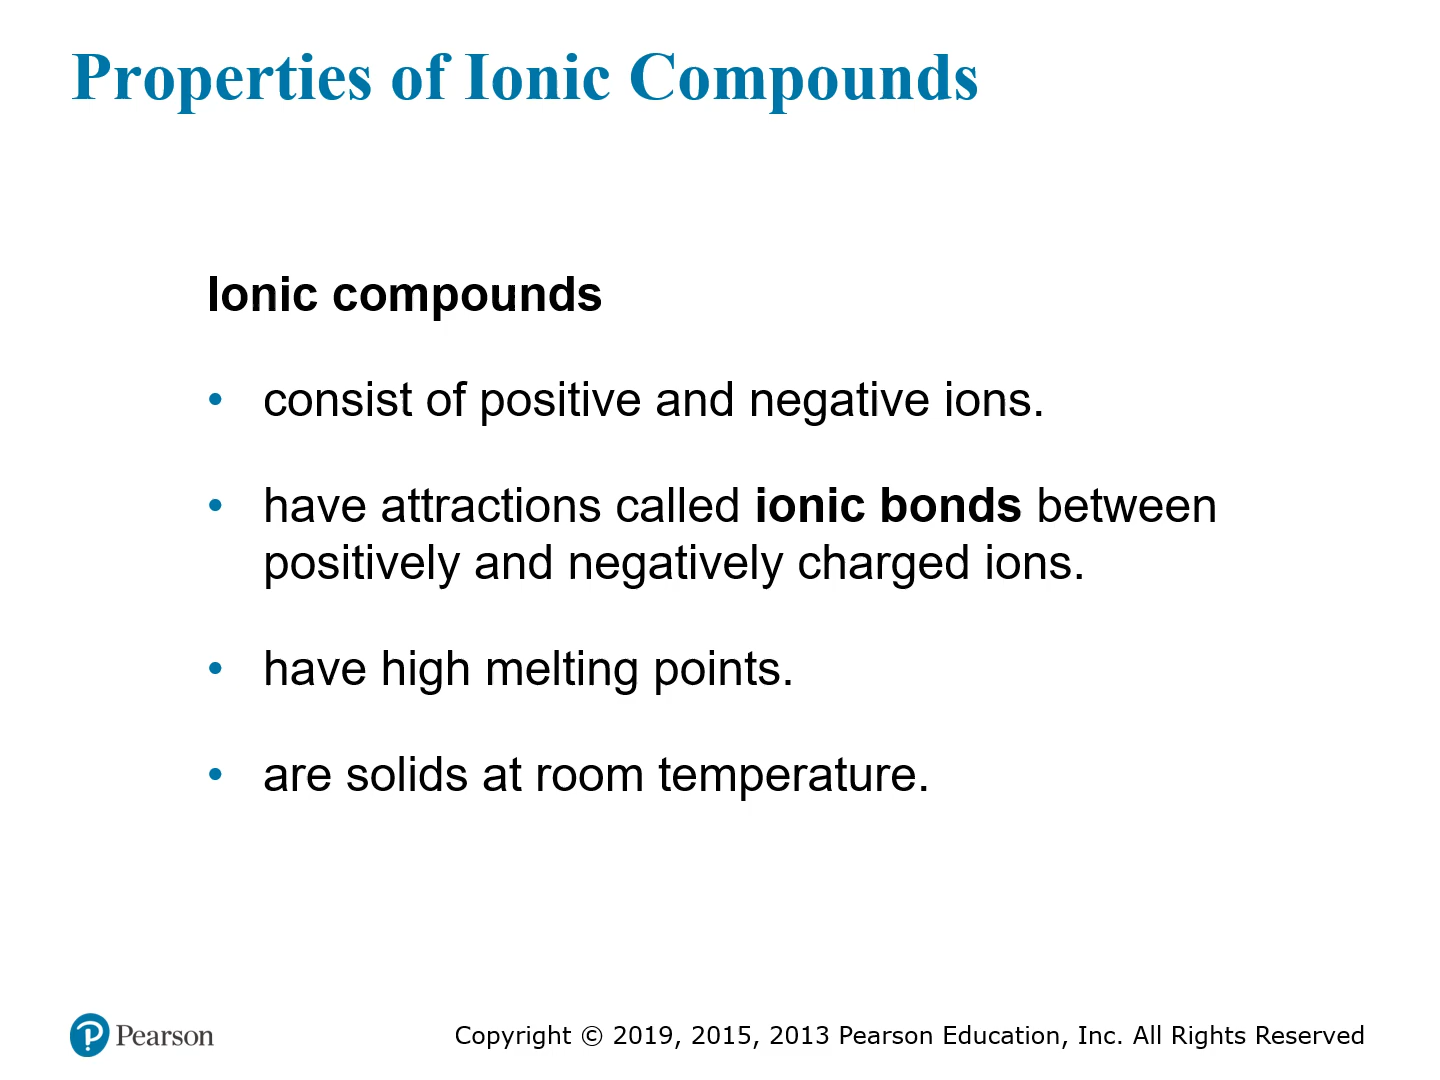 Properties of Ionic Compounds
Ionic compounds
• consist of positive and negative ions.
• have attractions called ionic bonds between
positively and negatively charged ions.
• have high melting points.
• are solids at room temperature.
Pearson
Copyright © 2019, 2015, 2013 Pearson Education, Inc. All Rights Reserved